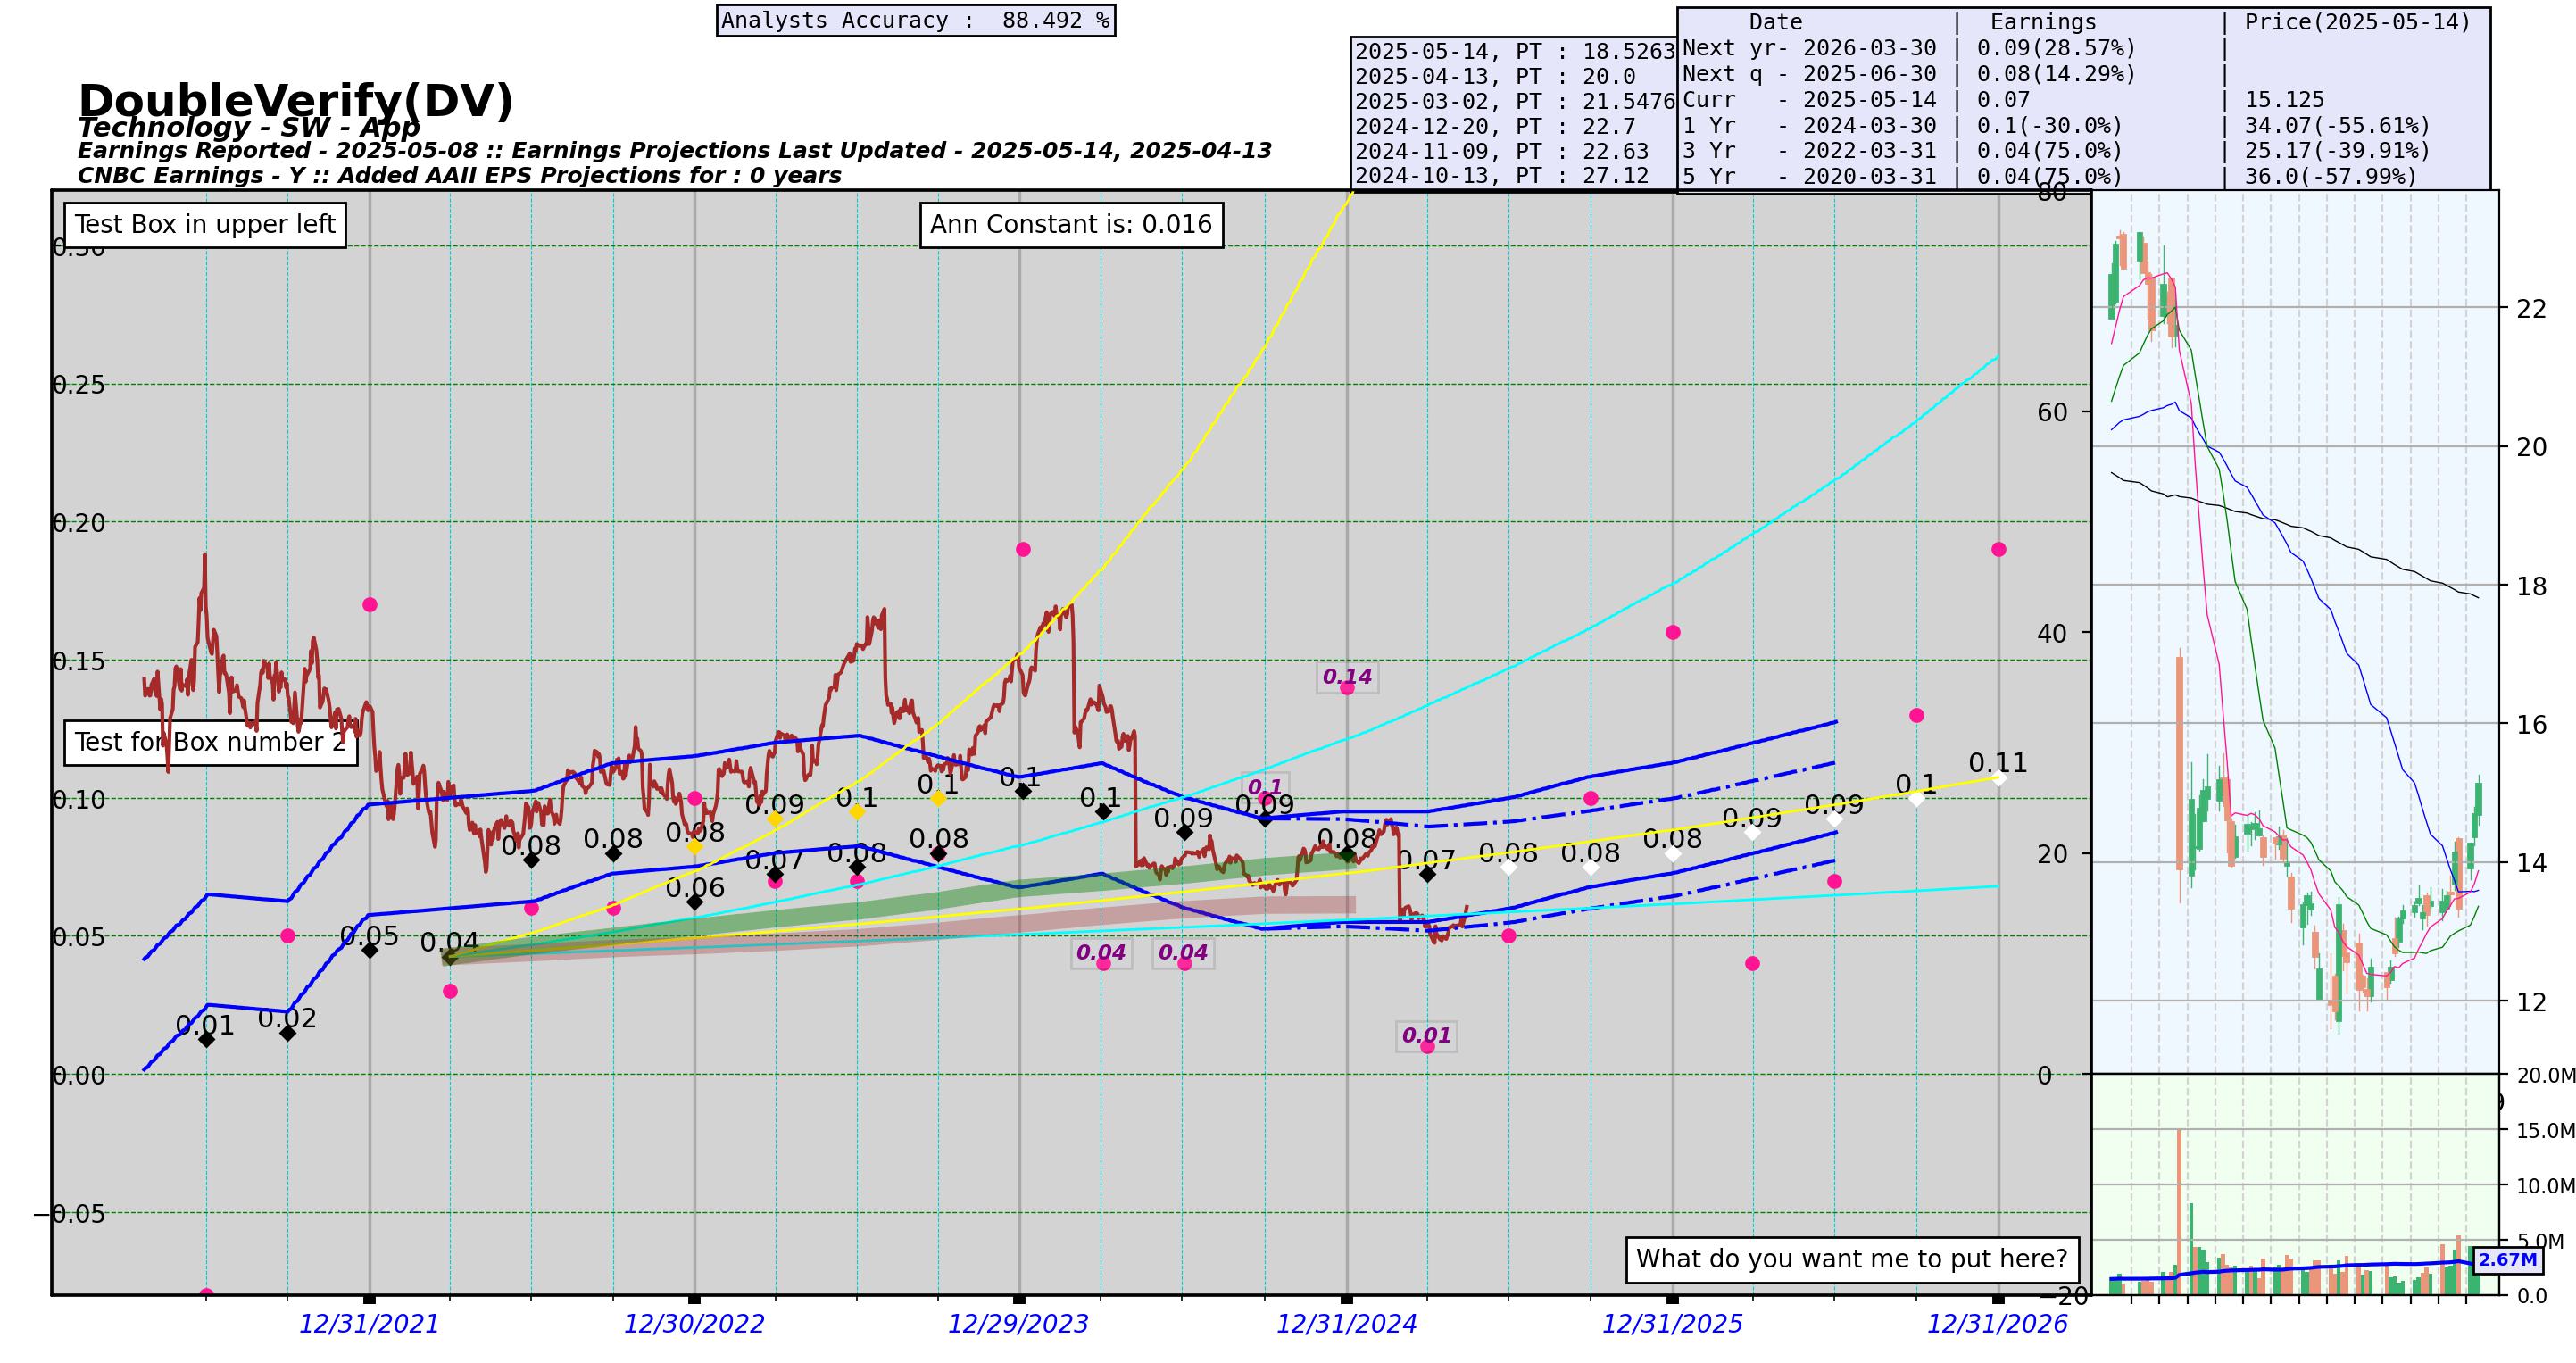 Analysts Accuracy :  88.492 %
DoubleVerify(DV)
Technology - SW - App
Earnings Reported - 2025-05-08 :: Earnings Projections Last Updated - 2025-05-14, 2025-04-13
CNBC Earnings - Y :: Added AAII EPS Projections for : 0 years
2025-05-14, PT : 18.5263
2025-04-13, PT : 20.0
2025-03-02, PT : 21.5476
2024-12-20, PT : 22.7
2024-11-09, PT : 22.63
2024-10-13, PT : 27.12
Date | Earnings | Price(2025-05-14)
Next yr- 2026-03-30 | 0.09(28.57%) |
Next q - 2025-06-30 | 0.08(14.29%) |
Curr - 2025-05-14 | 0.07 | 15.125
1 Yr - 2024-03-30 | 0.1(-30.0%) | 34.07(-55.61%)
3 Yr - 2022-03-31 | 0.04(75.0%) | 25.17(-39.91%)
5 Yr - 2020-03-31 | 0.04(75.0%) | 36.0(-57.99%)
Test Box in upper left
Ann Constant is: 0.016
Test for Box number 2
What do you want me to put here?
0.30
0.25
0.20
0.15
0.10
0.05
0.00
−0.05
0.01
0.02
0.05
0.04
0.08
0.08
0.08
0.06
0.09
0.07
0.1
0.08
0.1
0.08
0.1
0.1
0.04
0.09
0.04
0.1
0.09
0.14
0.08
0.07
0.01
0.08
0.08
0.08
0.09
0.09
0.1
0.11
80
60
40
20
0
−20
12/31/2021
12/30/2022
12/29/2023
12/31/2024
12/31/2025
12/31/2026
22
20
18
16
14
12
20.0M
15.0M
10.0M
5.0M
2.67M
0.0